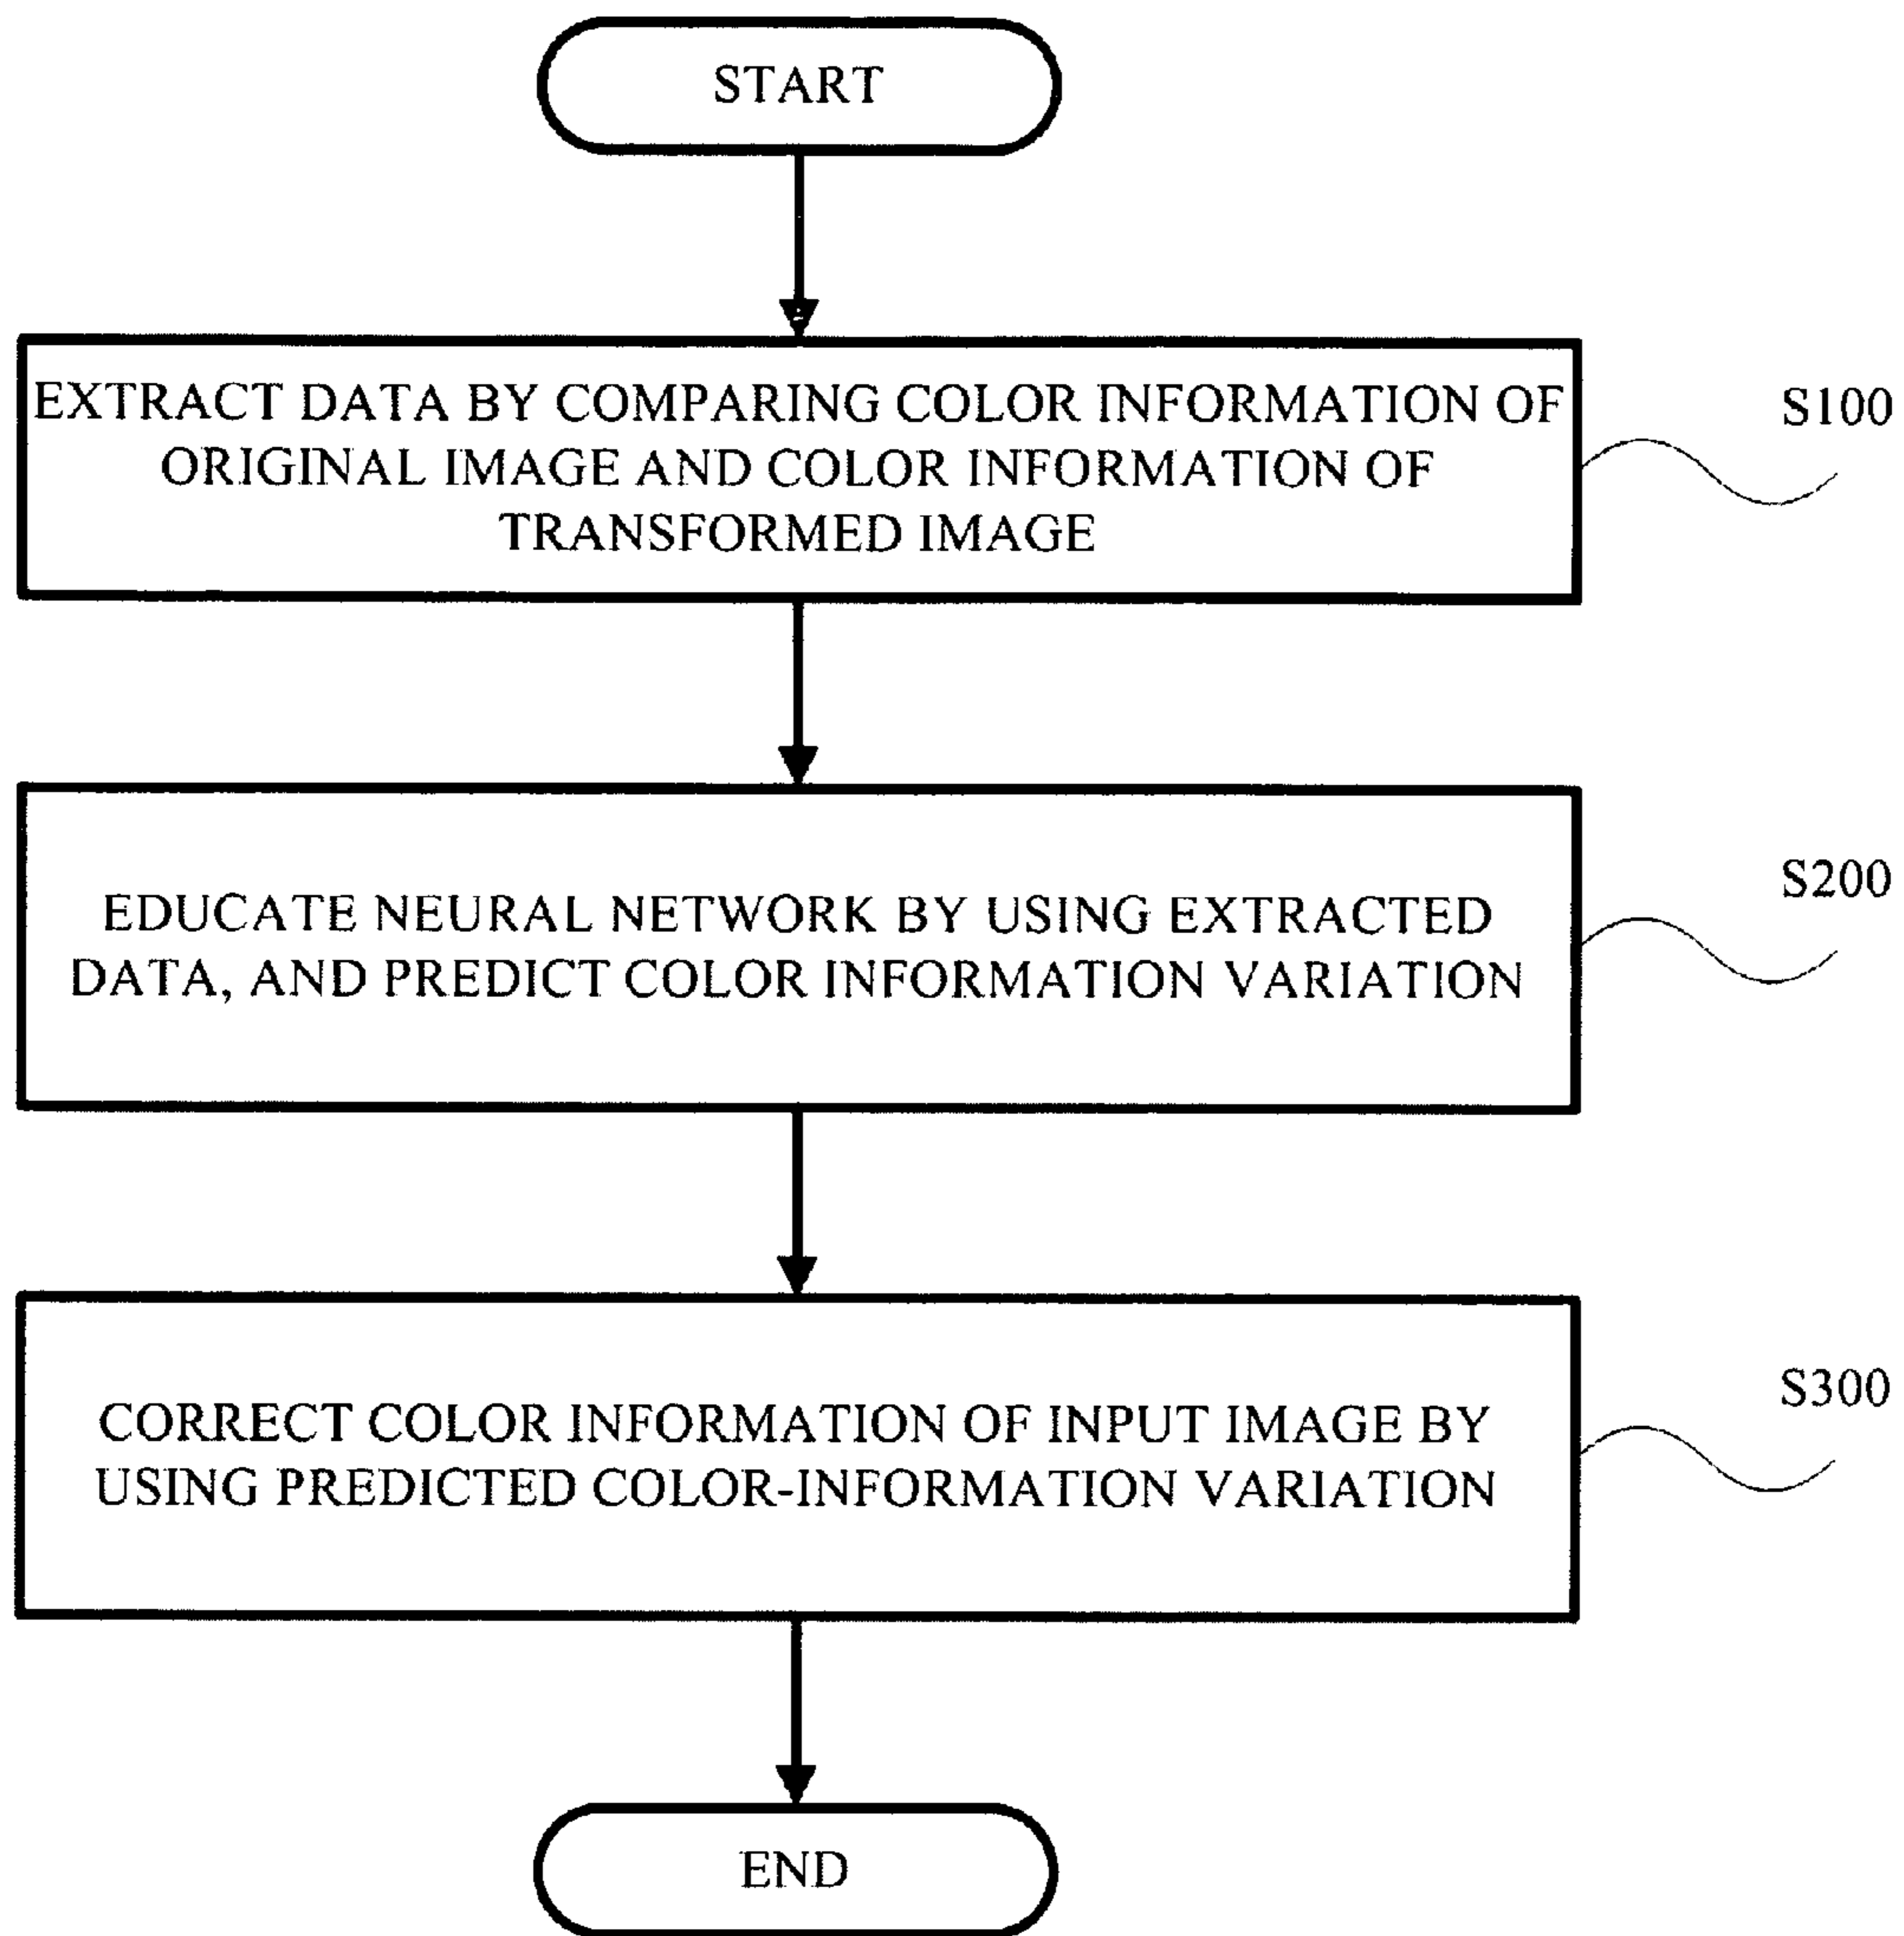 START
EXTRACT DATA BY COMPARING COLOR INFORMATION OF
ORIGINAL IMAGE AND COLOR INFORMATION OF
TRANSFORMED IMAGE
S100
EDUCATE NEURAL NETWORK BY USING EXTRACTED
DATA, AND PREDICT COLOR INFORMATION VARIATION
S200
CORRECT COLOR INFORMATION OF INPUT IMAGE BY
USING PREDICTED COLOR-INFORMATION VARIATION
S300
END